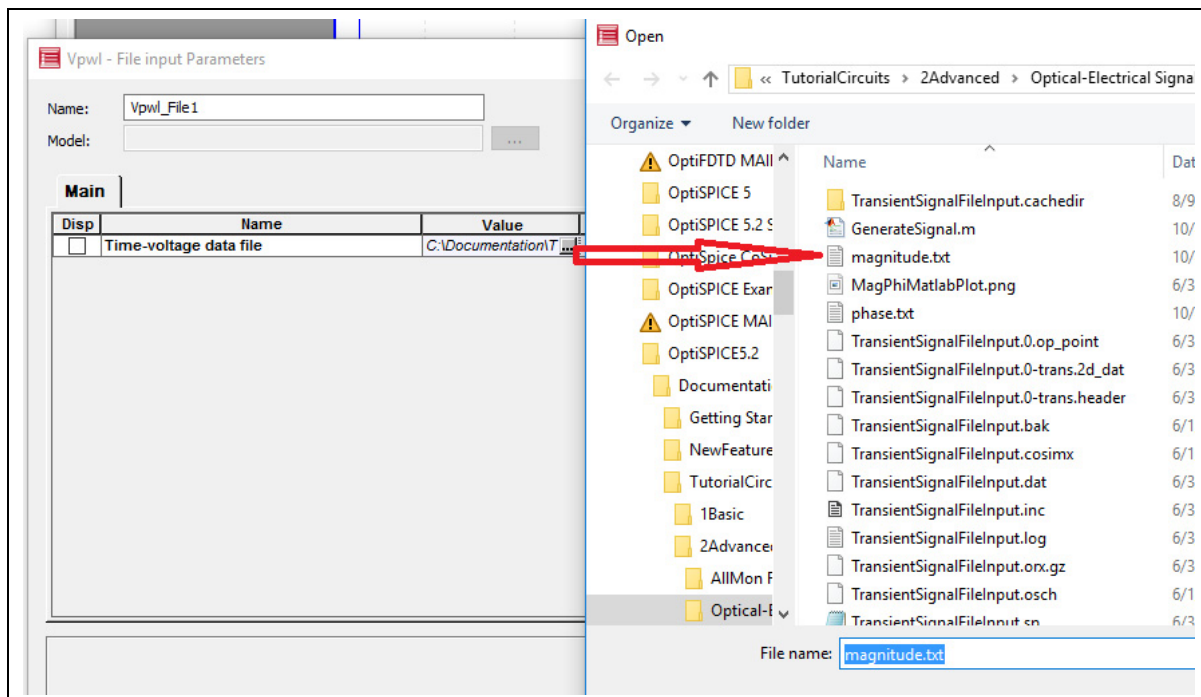 Vpwl - File input Parameters
Name:
Vpwl_File1
Model:
...
Main
Disp Name Value
Time-voltage data file C:\Documentation\T ...
Open
« TutorialCircuits > 2Advanced > Optical-Electrical Signa
Organize New folder
OptiFDTD MAI
OptiSPICE 5
OptiSPICE 5.2 S
OptiSpice CoSi
OptiSPICE Exar
OptiSPICE MAI
OptiSPICE5.2
Documentati
Getting Star
NewFeature
TutorialCirc
1Basic
2Advance
AllMon F
Optical-E
Name Dat
TransientSignalFileInput.cachedir 8/9
GenerateSignal.m 10/
magnitude.txt 10/
MagPhiMatlabPlot.png 6/3
phase.txt 10/
TransientSignalFileInput.0.op_point 6/3
TransientSignalFileInput.0-trans.2d_dat 6/3
TransientSignalFileInput.0-trans.header 6/3
TransientSignalFileInput.bak 6/1
TransientSignalFileInput.cosimx 6/1
TransientSignalFileInput.dat 6/3
TransientSignalFileInput.inc 6/3
TransientSignalFileInput.log 6/3
TransientSignalFileInput.orx.gz 6/3
TransientSignalFileInput.osch 6/1
TransientSignalFileInput.sp 6/3
File name: magnitude.txt